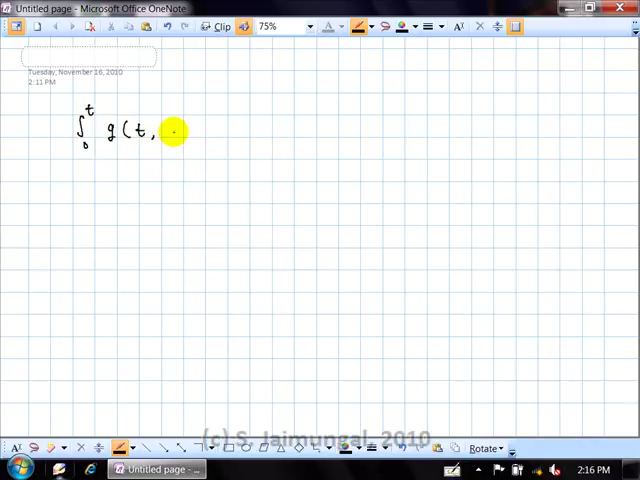 Untitled page - Microsoft Office OneNote
Clip
75%
Tuesday, November 16, 2010
2:11 PM
∫₀ᵗ g(t,
(c) S. Jaimungal, 2010
Rotate
Untitled page - ...
2:16 PM